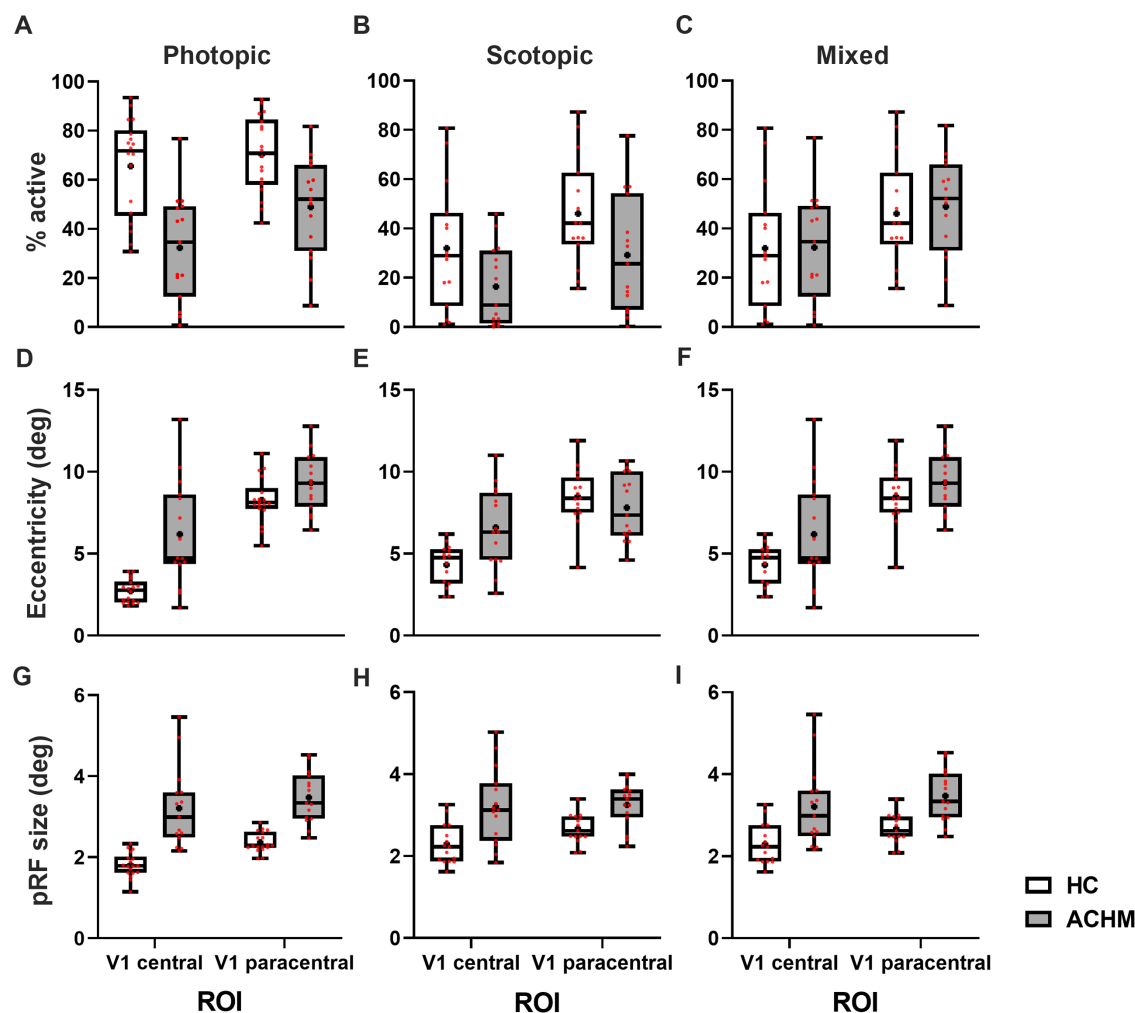 A
B
C
Photopic
Scotopic
Mixed
% active
100
80
60
40
20
0
100
80
60
40
20
0
100
80
60
40
20
0
D
E
F
Eccentricity (deg)
15
10
5
0
15
10
5
0
15
10
5
0
G
H
I
pRF size (deg)
6
4
2
0
6
4
2
0
6
4
2
0
HC
ACHM
V1 central V1 paracentral
V1 central V1 paracentral
V1 central V1 paracentral
ROI
ROI
ROI